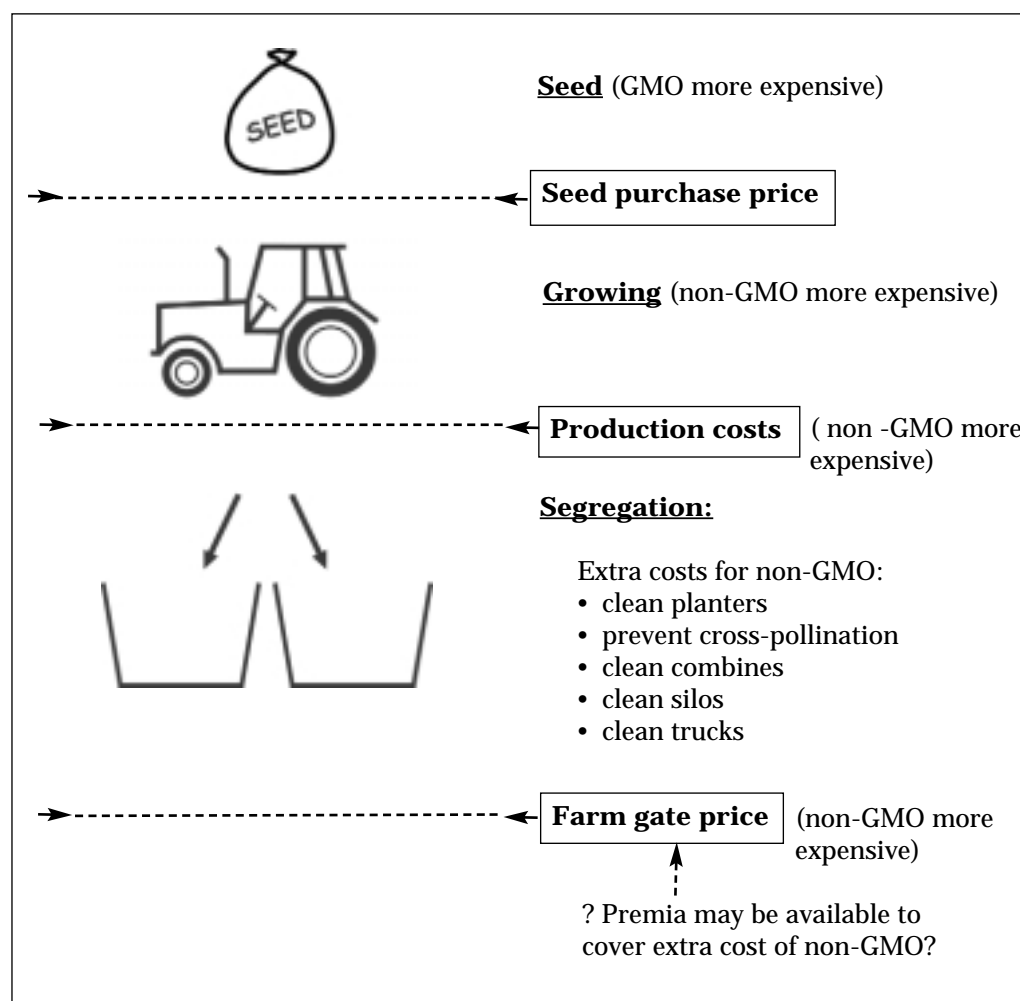 SEED
Seed (GMO more expensive)
Seed purchase price
Growing (non-GMO more expensive)
Production costs ( non -GMO more
expensive)
Segregation:
Extra costs for non-GMO:
• clean planters
• prevent cross-pollination
• clean combines
• clean silos
• clean trucks
Farm gate price (non-GMO more
expensive)
? Premia may be available to
cover extra cost of non-GMO?